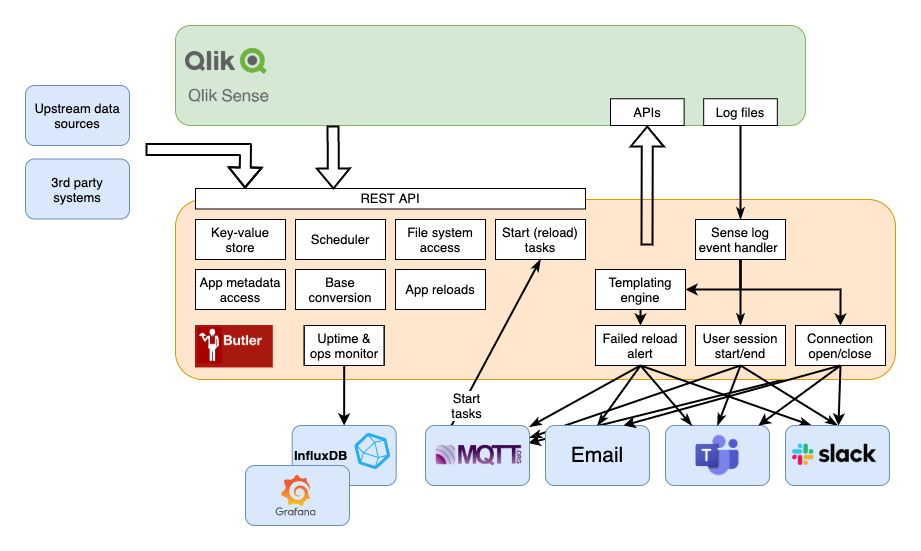 Qlik
Qlik Sense
APIs
Log files
Upstream data
sources
3rd party
systems
REST API
Key-value
store
Scheduler
File system
access
Start (reload)
tasks
Sense log
event handler
App metadata
access
Base
conversion
App reloads
Templating
engine
Butler
Uptime &
ops monitor
Failed reload
alert
User session
start/end
Connection
open/close
Start
tasks
InfluxDB
MQTT
.ORG
Email
T
slack
Grafana